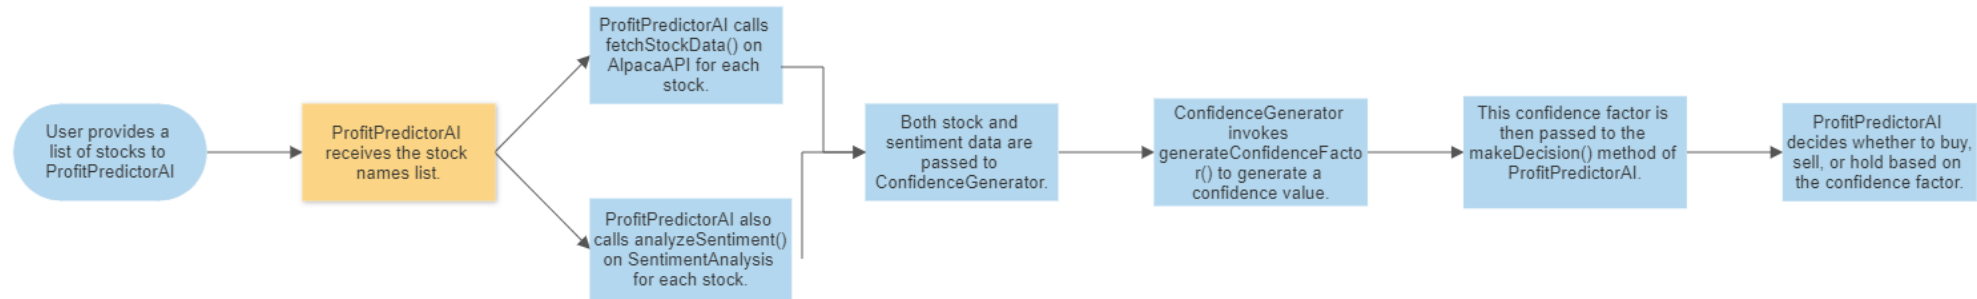 User provides a
list of stocks to
ProfitPredictorAI
ProfitPredictorAI
receives the stock
names list.
ProfitPredictorAI calls
fetchStockData() on
AlpacaAPI for each
stock.
ProfitPredictorAI also
calls analyzeSentiment()
on SentimentAnalysis
for each stock.
Both stock and
sentiment data are
passed to
ConfidenceGenerator.
ConfidenceGenerator
invokes
generateConfidenceFacto
r() to generate a
confidence value.
This confidence factor is
then passed to the
makeDecision() method of
ProfitPredictorAI.
ProfitPredictorAI
decides whether to buy,
sell, or hold based on
the confidence factor.